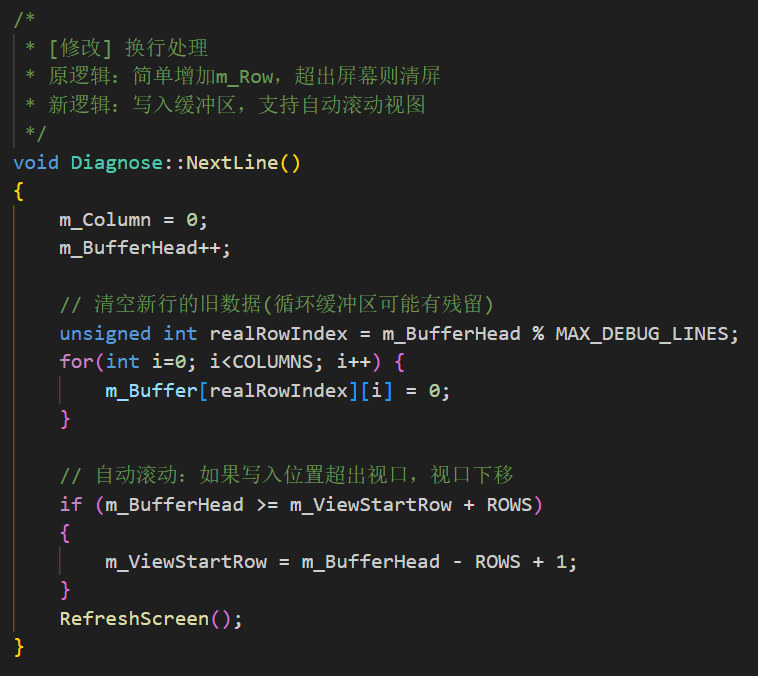 /*
 * [修改] 换行处理
 * 原逻辑：简单增加m_Row，超出屏幕则清屏
 * 新逻辑：写入缓冲区，支持自动滚动视图
 */
void Diagnose::NextLine()
{
    m_Column = 0;
    m_BufferHead++;

    // 清空新行的旧数据(循环缓冲区可能有残留)
    unsigned int realRowIndex = m_BufferHead % MAX_DEBUG_LINES;
    for(int i=0; i<COLUMNS; i++) {
        m_Buffer[realRowIndex][i] = 0;
    }

    // 自动滚动：如果写入位置超出视口，视口下移
    if (m_BufferHead >= m_ViewStartRow + ROWS)
    {
        m_ViewStartRow = m_BufferHead - ROWS + 1;
    }
    RefreshScreen();
}